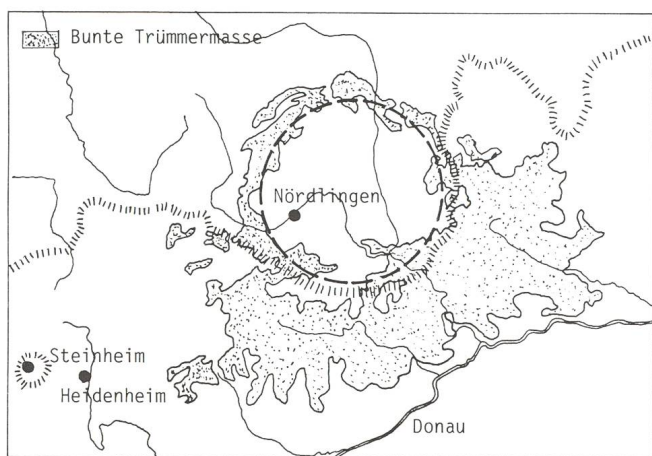 Bunte Trümmermasse
Nördlingen
Steinheim
Heidenheim
Donau